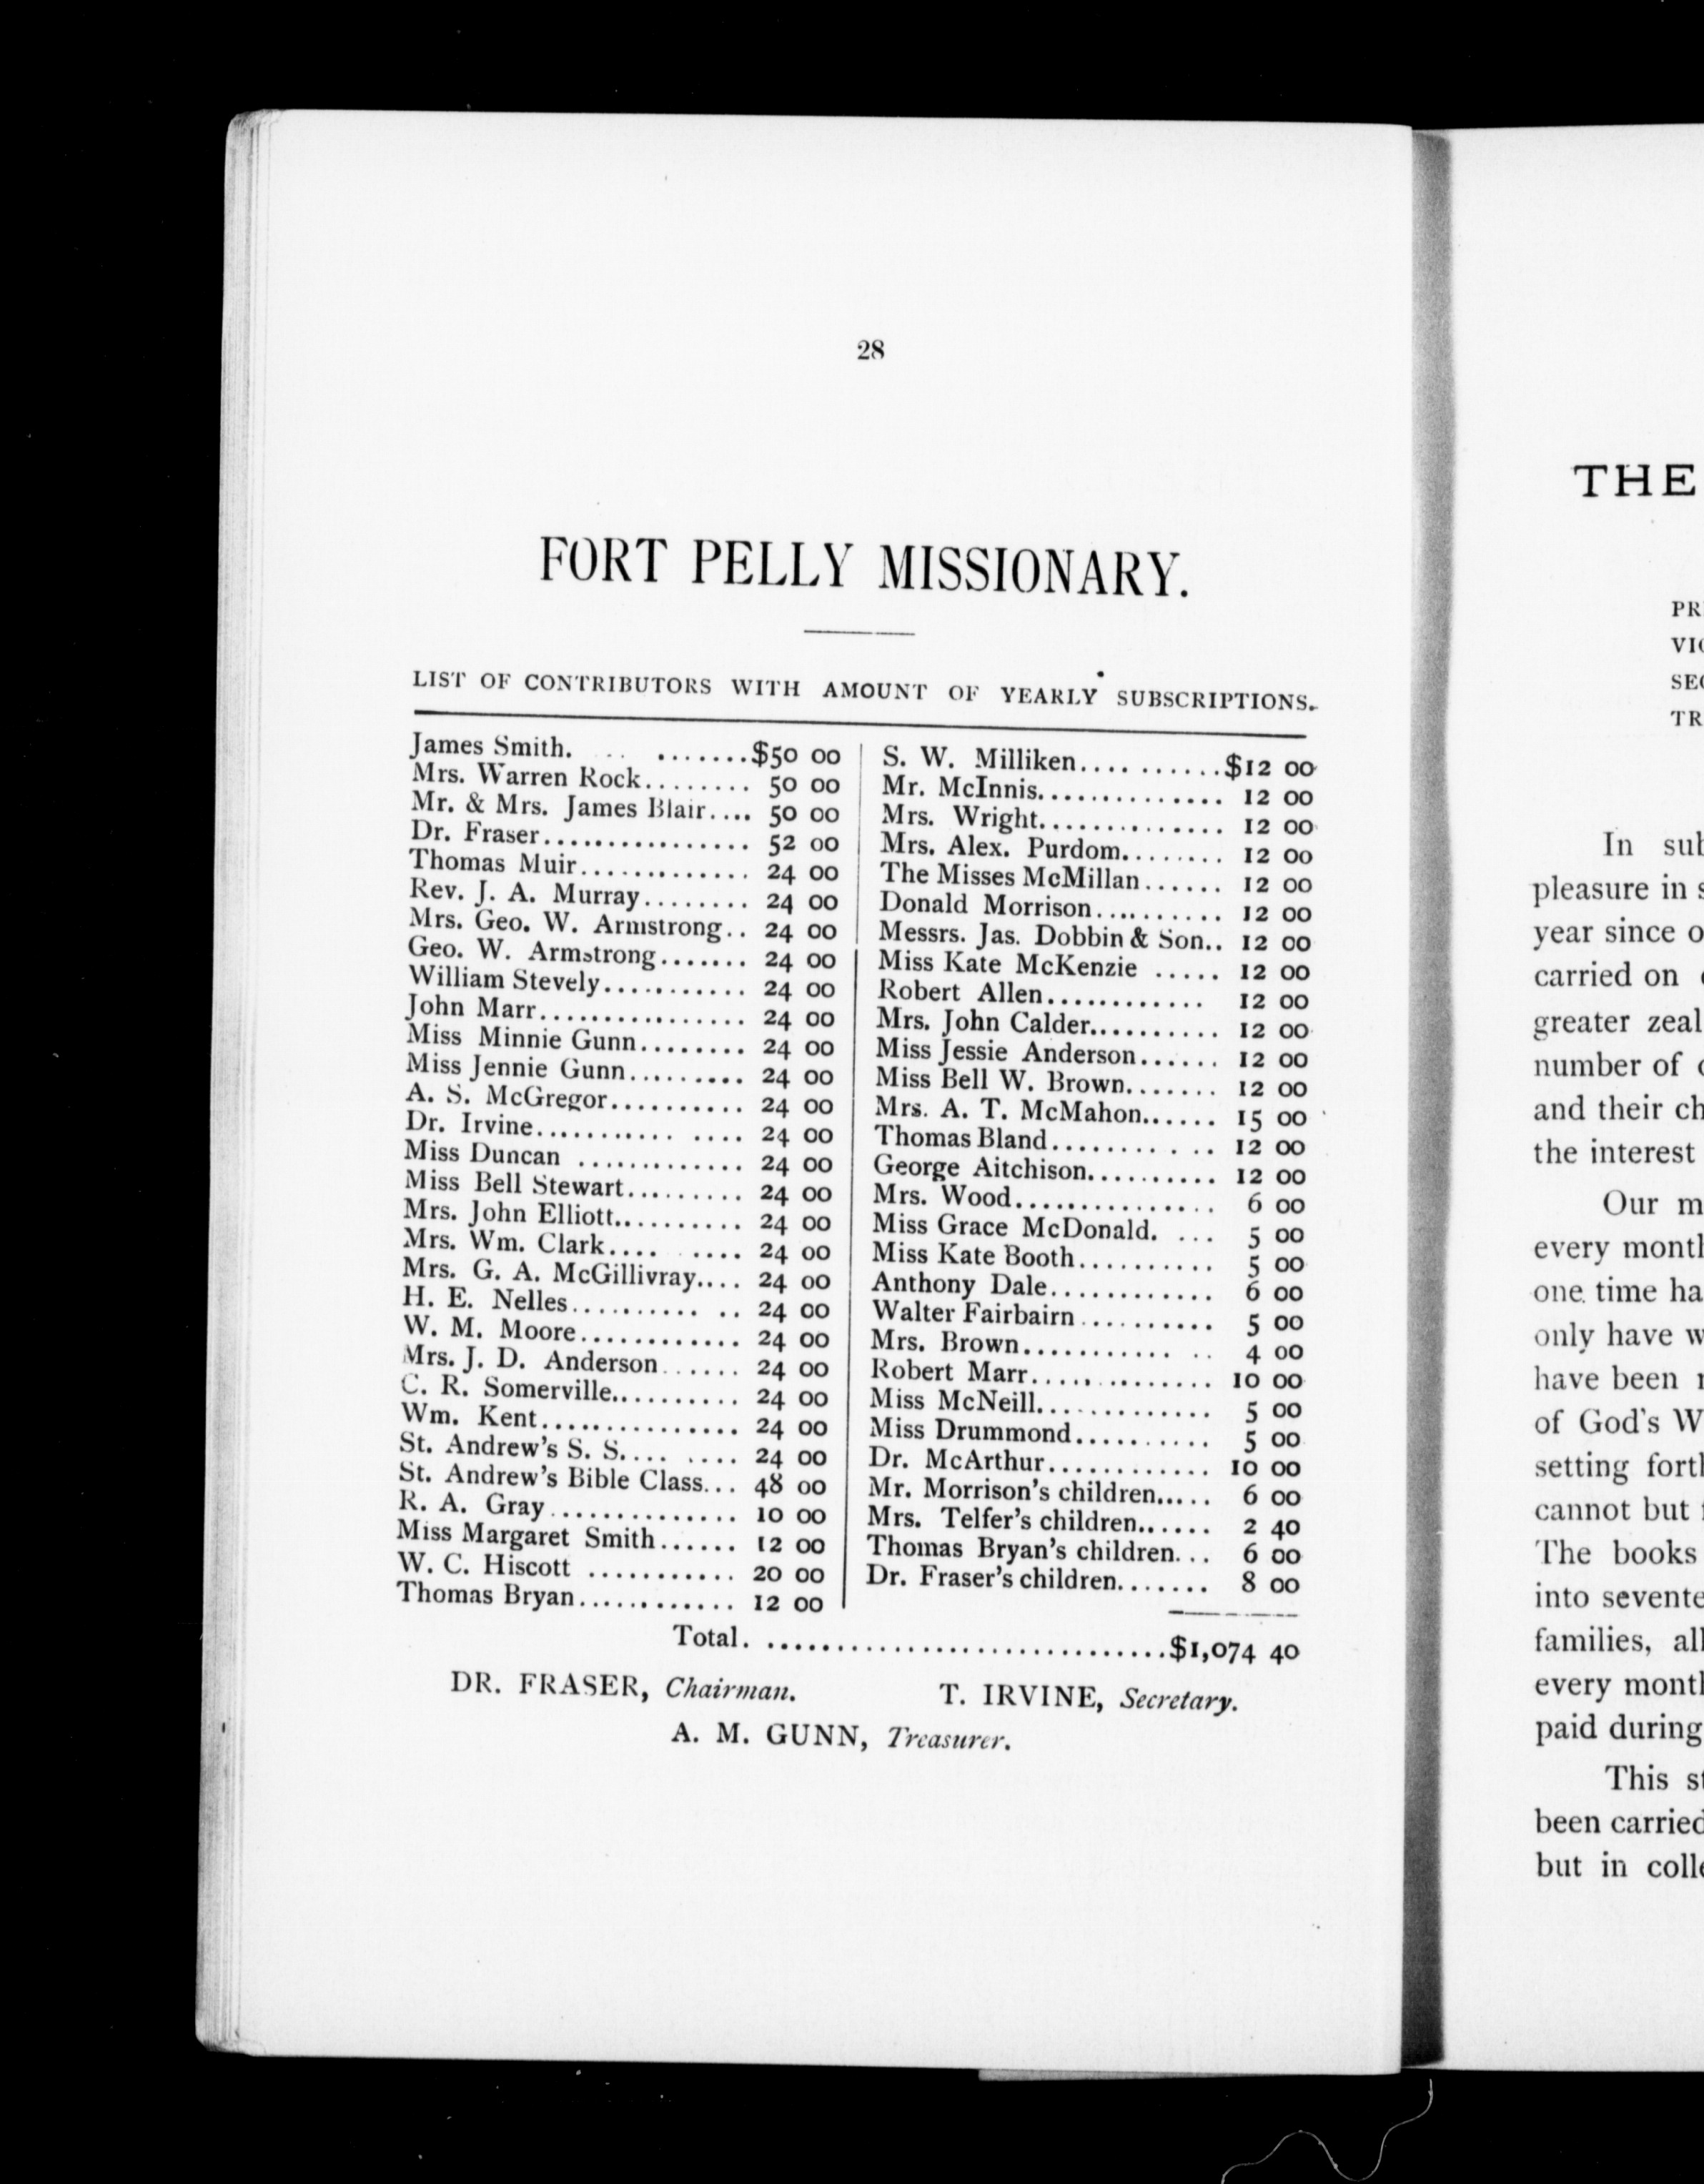 28
FORT PELLY MISSIONARY.
LIST OF CONTRIBUTORS WITH AMOUNT OF YEARLY SUBSCRIPTIONS.
James Smith. .. .......$50 00
Mrs. Warren Rock........ 50 00
Mr. & Mrs. James Blair.... 50 00
Dr. Fraser................ 52 00
Thomas Muir............. 24 00
Rev. J. A. Murray........ 24 00
Mrs. Geo. W. Armstrong.. 24 00
Geo. W. Armstrong....... 24 00
William Stevely........... 24 00
John Marr................ 24 00
Miss Minnie Gunn........ 24 00
Miss Jennie Gunn......... 24 00
A. S. McGregor.......... 24 00
Dr. Irvine........... .... 24 00
Miss Duncan ............. 24 00
Miss Bell Stewart......... 24 00
Mrs. John Elliott.......... 24 00
Mrs. Wm. Clark.... ..... 24 00
Mrs. G. A. McGillivray.... 24 00
H. E. Nelles.......... .. 24 00
W. M. Moore............ 24 00
Mrs. J. D. Anderson...... 24 00
C. R. Somerville.......... 24 00
Wm. Kent............... 24 00
St. Andrew's S. S.... .... 24 00
St. Andrew's Bible Class... 48 00
R. A. Gray.............. 10 00
Miss Margaret Smith...... 12 00
W. C. Hiscott ........... 20 00
Thomas Bryan............ 12 00
S. W. Milliken.... ......$12 00
Mr. McInnis.............. 12 00
Mrs. Wright.............. 12 00
Mrs. Alex. Purdom........ 12 00
The Misses McMillan...... 12 00
Donald Morrison.......... 12 00
Messrs. Jas. Dobbin & Son.. 12 00
Miss Kate McKenzie ..... 12 00
Robert Allen............ 12 00
Mrs. John Calder.......... 12 00
Miss Jessie Anderson...... 12 00
Miss Bell W. Brown....... 12 00
Mrs. A. T. McMahon...... 15 00
Thomas Bland.......... .. 12 00
George Aitchison.......... 12 00
Mrs. Wood............... 6 00
Miss Grace McDonald. ... 5 00
Miss Kate Booth.......... 5 00
Anthony Dale............ 6 00
Walter Fairbairn.......... 5 00
Mrs. Brown........... .. 4 00
Robert Marr.............. 10 00
Miss McNeill............. 5 00
Miss Drummond.......... 5 00
Dr. McArthur............ 10 00
Mr. Morrison's children..... 6 00
Mrs. Telfer's children...... 2 40
Thomas Bryan's children... 6 00
Dr. Fraser's children....... 8 00
Total. ..............................$1,074 40
DR. FRASER, Chairman. T. IRVINE, Secretary.
A. M. GUNN, Treasurer.
THE
In
pleasure in
year since
carried on
greater zeal
number of
and their
the interest
Our
every
one time
only have
have been
of God's
setting
cannot but
The books
into
families,
every
paid during
This
been
but in